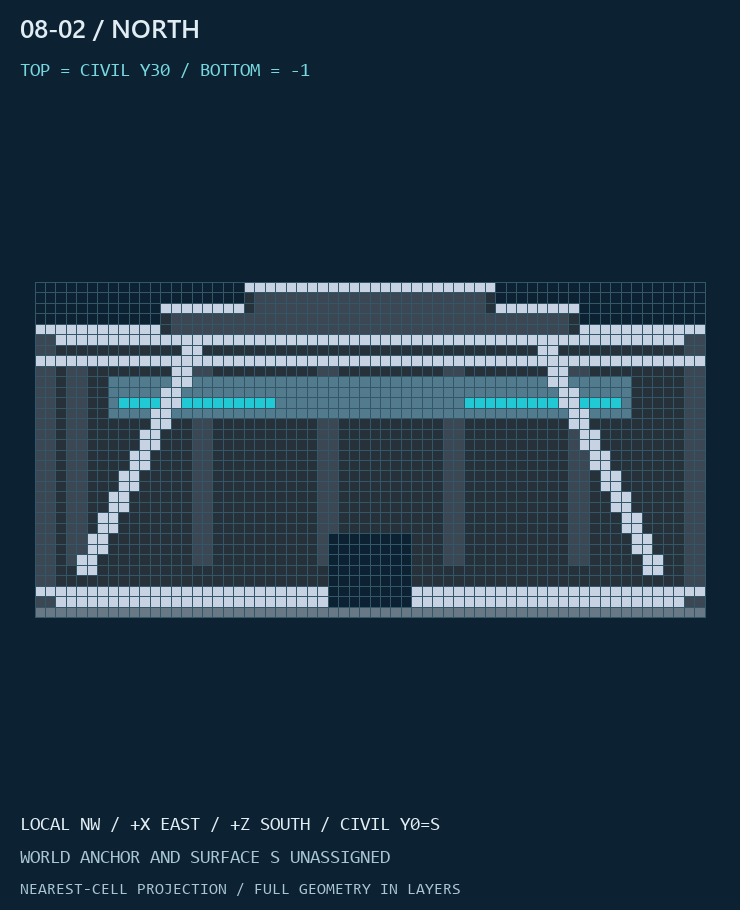 08-02 / NORTH
TOP = CIVIL Y30 / BOTTOM = -1
LOCAL NW / +X EAST / +Z SOUTH / CIVIL Y0=S
WORLD ANCHOR AND SURFACE S UNASSIGNED
NEAREST-CELL PROJECTION / FULL GEOMETRY IN LAYERS